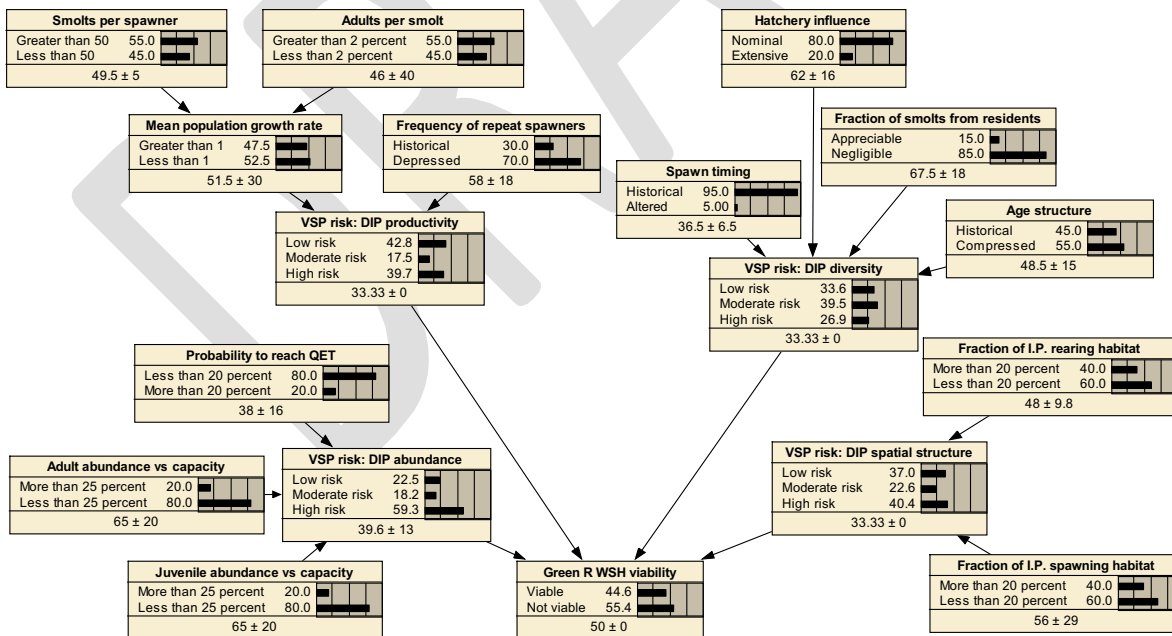 Smolts per spawner
Greater than 50 55.0
Less than 50 45.0
49.5 ± 5
Adults per smolt
Greater than 2 percent 55.0
Less than 2 percent 45.0
46 ± 40
Hatchery influence
Nominal 80.0
Extensive 20.0
62 ± 16
Mean population growth rate
Greater than 1 47.5
Less than 1 52.5
51.5 ± 30
Frequency of repeat spawners
Historical 30.0
Depressed 70.0
58 ± 18
Fraction of smolts from residents
Appreciable 15.0
Negligible 85.0
67.5 ± 18
Spawn timing
Historical 95.0
Altered 5.00
36.5 ± 6.5
Age structure
Historical 45.0
Compressed 55.0
48.5 ± 15
VSP risk: DIP productivity
Low risk 42.8
Moderate risk 17.5
High risk 39.7
33.33 ± 0
VSP risk: DIP diversity
Low risk 33.6
Moderate risk 39.5
High risk 26.9
33.33 ± 0
Probability to reach QET
Less than 20 percent 80.0
More than 20 percent 20.0
38 ± 16
Fraction of I.P. rearing habitat
More than 20 percent 40.0
Less than 20 percent 60.0
48 ± 9.8
Adult abundance vs capacity
More than 25 percent 20.0
Less than 25 percent 80.0
65 ± 20
VSP risk: DIP abundance
Low risk 22.5
Moderate risk 18.2
High risk 59.3
39.6 ± 13
VSP risk: DIP spatial structure
Low risk 37.0
Moderate risk 22.6
High risk 40.4
33.33 ± 0
Juvenile abundance vs capacity
More than 25 percent 20.0
Less than 25 percent 80.0
65 ± 20
Green R WSH viability
Viable 44.6
Not viable 55.4
50 ± 0
Fraction of I.P. spawning habitat
More than 20 percent 40.0
Less than 20 percent 60.0
56 ± 29